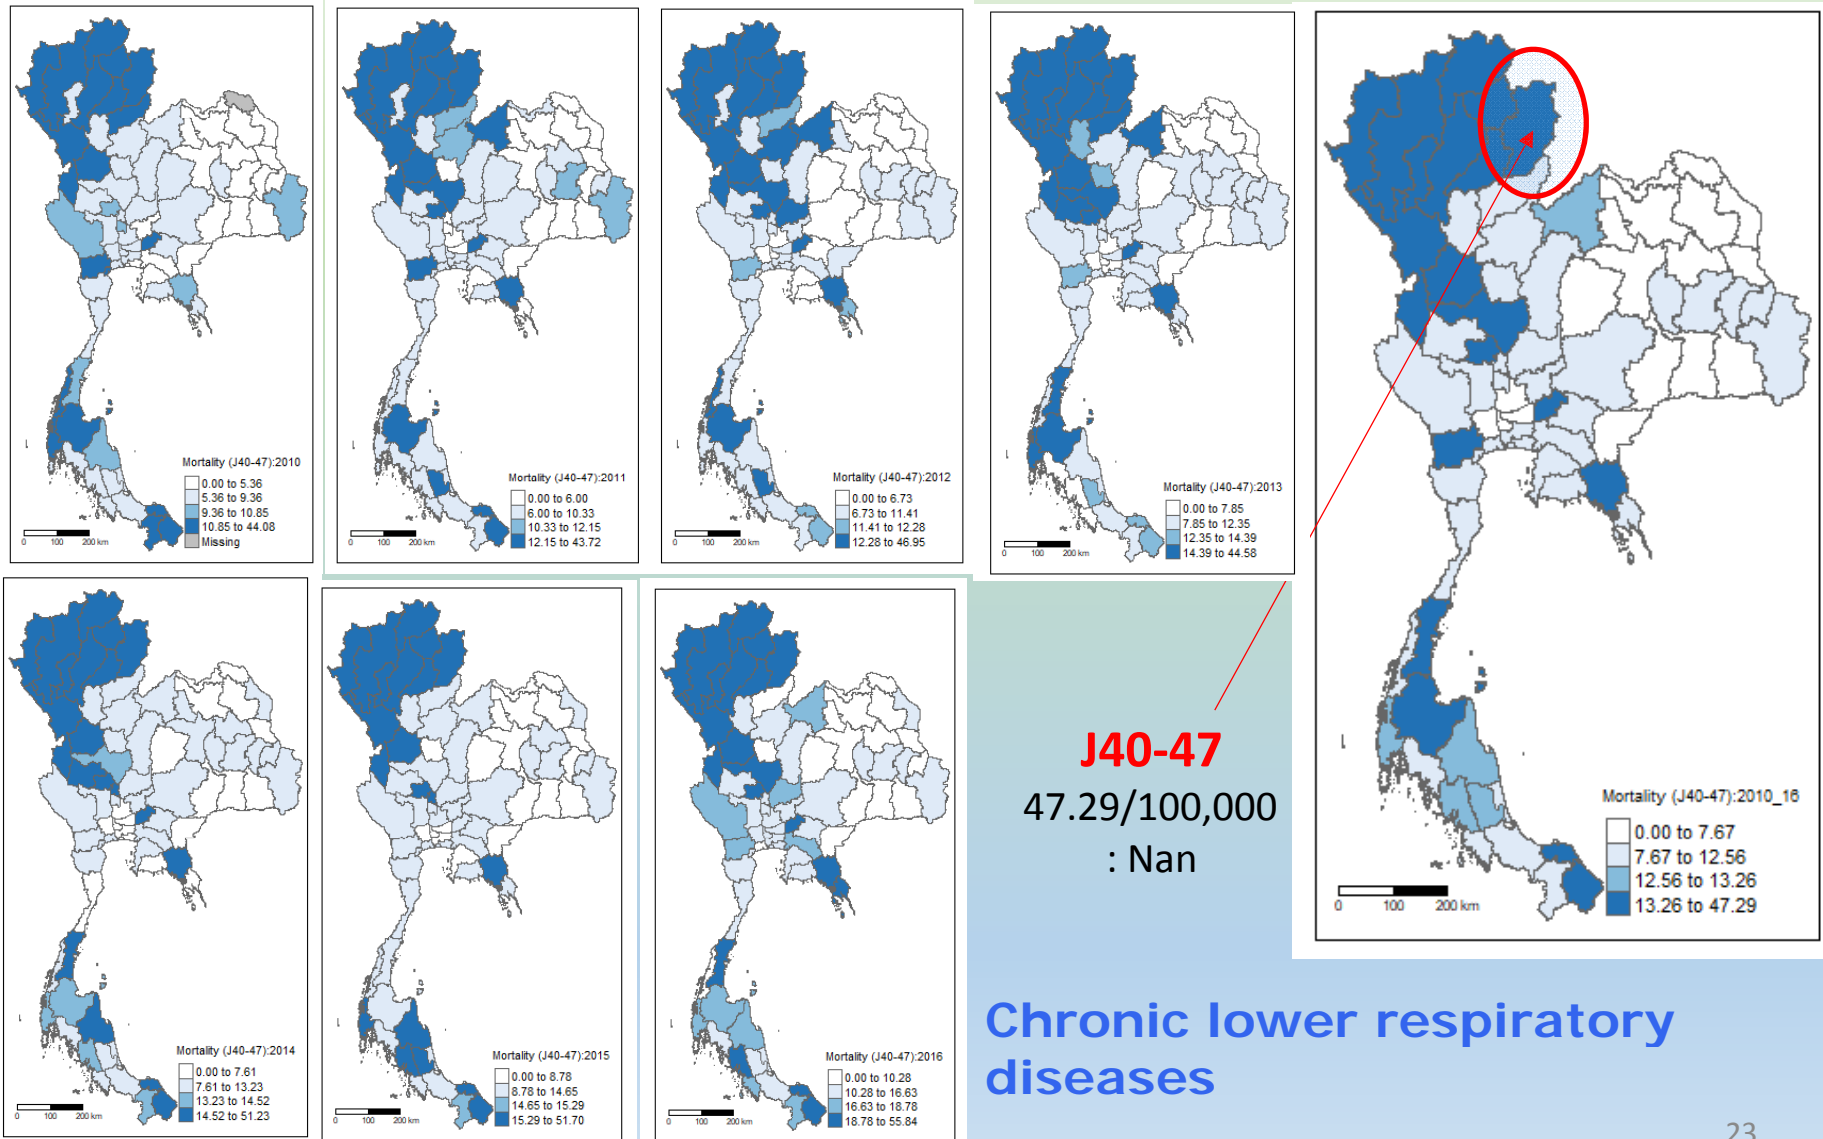 Mortality (J40-47):2010
0.00 to 5.36
5.36 to 9.36
9.36 to 10.85
10.85 to 44.08
Missing
0 100 200 km
Mortality (J40-47):2011
0.00 to 6.00
6.00 to 10.33
10.33 to 12.15
12.15 to 43.72
0 100 200 km
Mortality (J40-47):2012
0.00 to 6.73
6.73 to 11.41
11.41 to 12.28
12.28 to 46.95
0 100 200 km
Mortality (J40-47):2013
0.00 to 7.85
7.85 to 12.35
12.35 to 14.39
14.39 to 44.58
0 100 200 km
Mortality (J40-47):2010_16
0.00 to 7.67
7.67 to 12.56
12.56 to 13.26
13.26 to 47.29
0 100 200 km
Mortality (J40-47):2014
0.00 to 7.61
7.61 to 13.23
13.23 to 14.52
14.52 to 51.23
0 100 200 km
Mortality (J40-47):2015
0.00 to 8.78
8.78 to 14.65
14.65 to 15.29
15.29 to 51.70
0 100 200 km
Mortality (J40-47):2016
0.00 to 10.28
10.28 to 16.63
16.63 to 18.78
18.78 to 55.84
0 100 200 km
J40-47
47.29/100,000
: Nan
Chronic lower respiratory
diseases
23